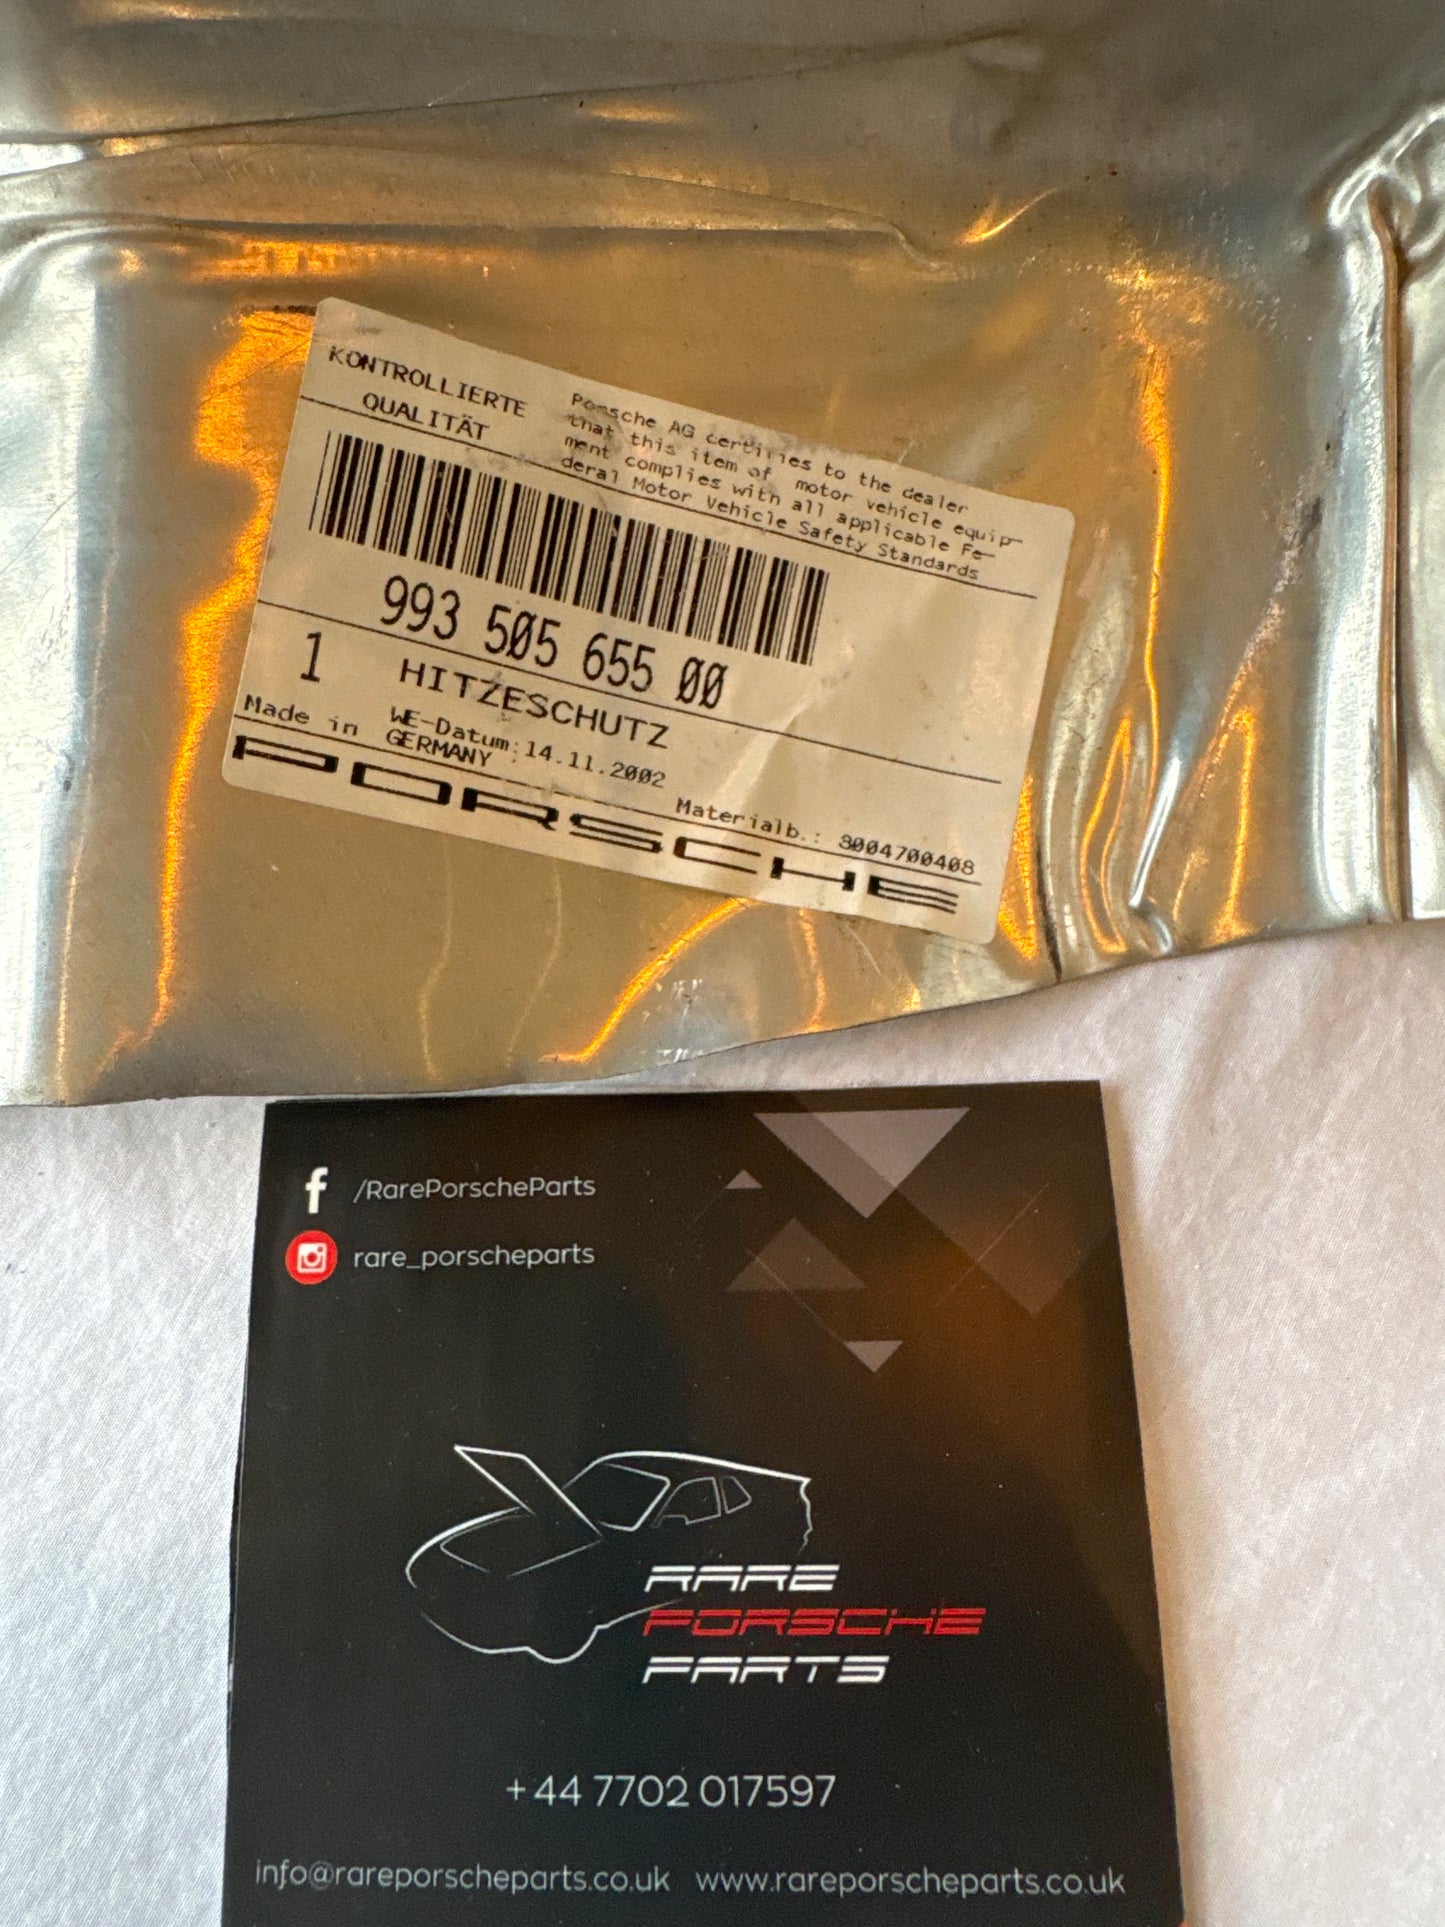 KONTROLLIERTE
QUALITÄT
Porsche AG certifies to the dealer
that this item of motor vehicle equip-
ment complies with all applicable Fe-
deral Motor Vehicle Safety Standards
993 505 655 00
1 HITZESCHUTZ
WE-Datum:14.11.2002
Made in GERMANY
Materialb.: 3004700408
PORSCHE
/RarePorscheParts
rare_porscheparts
RARE
PORSCHE
PARTS
+44 7702 017597
info@rareporscheparts.co.uk www.rareporscheparts.co.uk